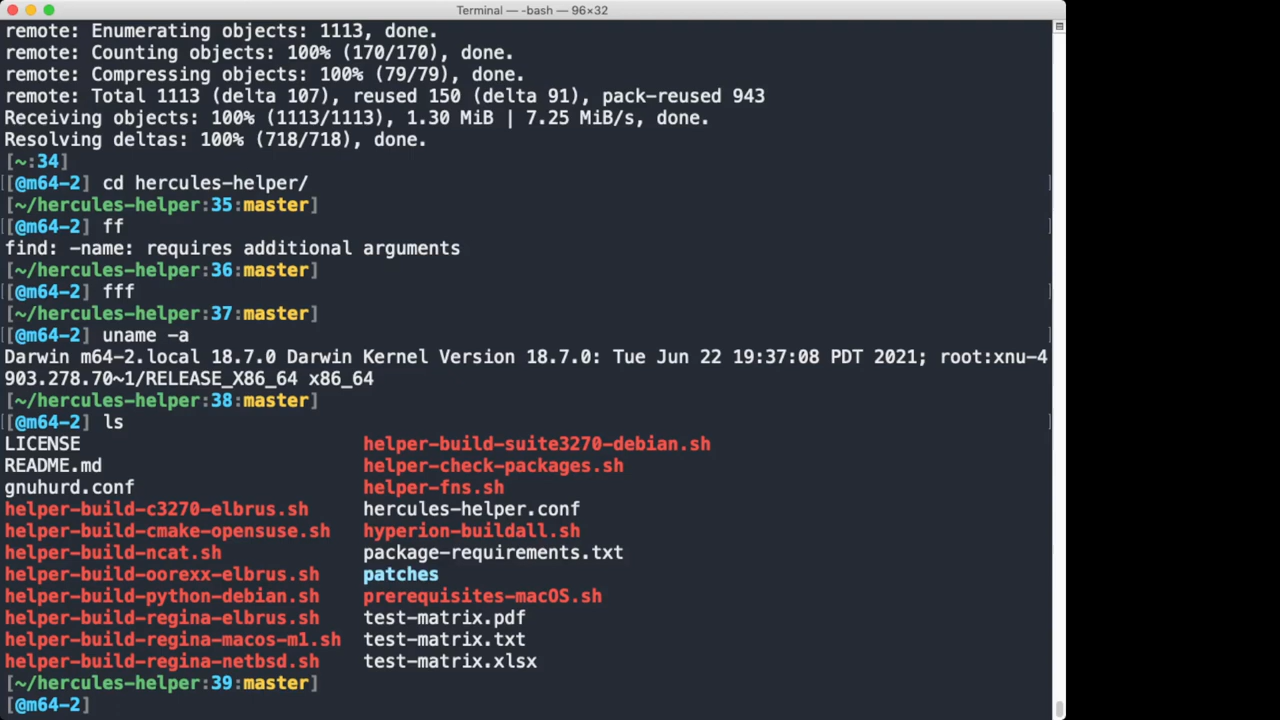 Terminal — -bash — 96×32
remote: Enumerating objects: 1113, done.
remote: Counting objects: 100% (170/170), done.
remote: Compressing objects: 100% (79/79), done.
remote: Total 1113 (delta 107), reused 150 (delta 91), pack-reused 943
Receiving objects: 100% (1113/1113), 1.30 MiB | 7.25 MiB/s, done.
Resolving deltas: 100% (718/718), done.
[~:34]
[[@m64-2] cd hercules-helper/ ]
[~/hercules-helper:35:master]
[[@m64-2] ff ]
find: -name: requires additional arguments
[~/hercules-helper:36:master]
[[@m64-2] fff ]
[~/hercules-helper:37:master]
[[@m64-2] uname -a ]
Darwin m64-2.local 18.7.0 Darwin Kernel Version 18.7.0: Tue Jun 22 19:37:08 PDT 2021; root:xnu-4
903.278.70~1/RELEASE_X86_64 x86_64
[~/hercules-helper:38:master]
[[@m64-2] ls ]
LICENSE helper-build-suite3270-debian.sh
README.md helper-check-packages.sh
gnuhurd.conf helper-fns.sh
helper-build-c3270-elbrus.sh hercules-helper.conf
helper-build-cmake-opensuse.sh hyperion-buildall.sh
helper-build-ncat.sh package-requirements.txt
helper-build-oorexx-elbrus.sh patches
helper-build-python-debian.sh prerequisites-macOS.sh
helper-build-regina-elbrus.sh test-matrix.pdf
helper-build-regina-macos-m1.sh test-matrix.txt
helper-build-regina-netbsd.sh test-matrix.xlsx
[~/hercules-helper:39:master]
[@m64-2]